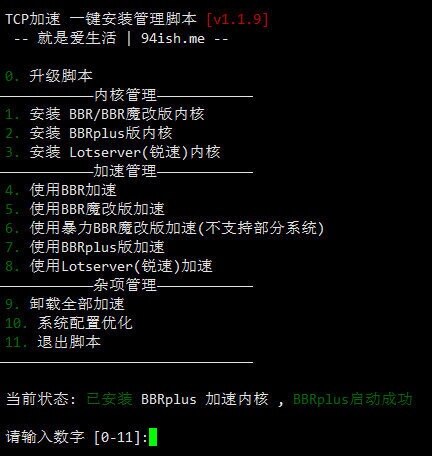 TCP加速 一键安装管理脚本 [v1.1.9]
-- 就是爱生活 | 94ish.me --
0. 升级脚本
————————内核管理————————
1. 安装 BBR/BBR魔改版内核
2. 安装 BBRplus版内核
3. 安装 Lotserver(锐速)内核
————————加速管理————————
4. 使用BBR加速
5. 使用BBR魔改版加速
6. 使用暴力BBR魔改版加速(不支持部分系统)
7. 使用BBRplus版加速
8. 使用Lotserver(锐速)加速
————————杂项管理————————
9. 卸载全部加速
10. 系统配置优化
11. 退出脚本
————————————————————————
当前状态: 已安装 BBRplus 加速内核 , BBRplus启动成功
请输入数字 [0-11]: